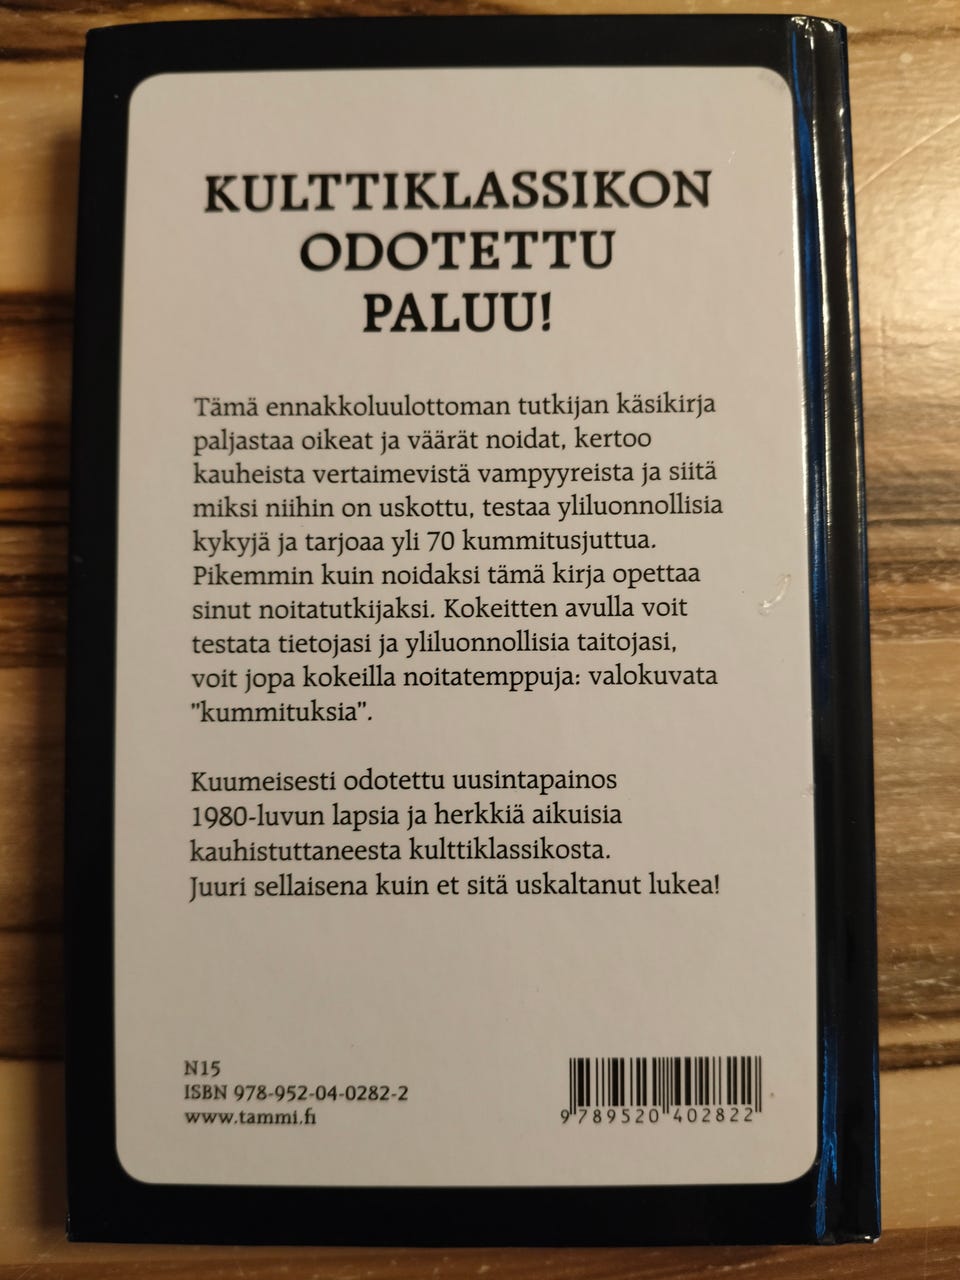 KULTTIKLASSIKON
ODOTETTU
PALUU!
Tämä ennakkoluulottoman tutkijan käsikirja
paljastaa oikeat ja väärät noidat, kertoo
kauheista vertaimevistä vampyyreista ja siitä
miksi niihin on uskottu, testaa yliluonnollisia
kykyjä ja tarjoaa yli 70 kummitusjuttua.
Pikemmin kuin noidaksi tämä kirja opettaa
sinut noitatutkijaksi. Kokeitten avulla voit
testata tietojasi ja yliluonnollisia taitojasi,
voit jopa kokeilla noitatemppuja: valokuvata
"kummituksia".
Kuumeisesti odotettu uusintapainos
1980-luvun lapsia ja herkkiä aikuisia
kauhistuttaneesta kulttiklassikosta.
Juuri sellaisena kuin et sitä uskaltanut lukea!
N15
ISBN 978-952-04-0282-2
www.tammi.fi
9 789520 402822